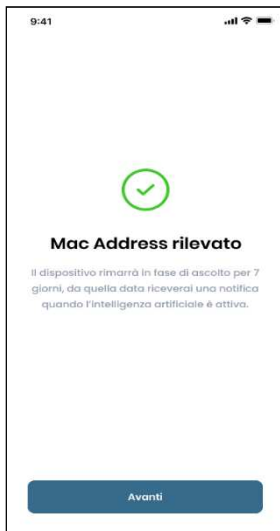 9:41
Mac Address rilevato
Il dispositivo rimarrà in fase di ascolto per 7
giorni, da quella data riceverai una notifica
quando l'intelligenza artificiale è attiva.
Avanti